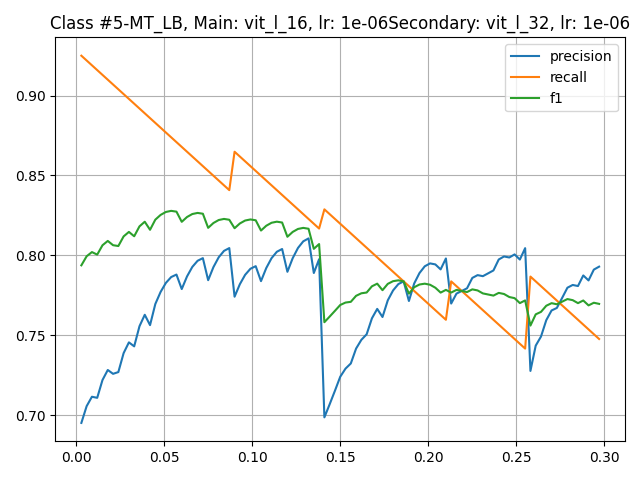 Class #5-MT_LB, Main: vit_l_16, lr: 1e-06Secondary: vit_l_32, lr: 1e-06
precision
recall
f1
0.90
0.85
0.80
0.75
0.70
0.00 0.05 0.10 0.15 0.20 0.25 0.30